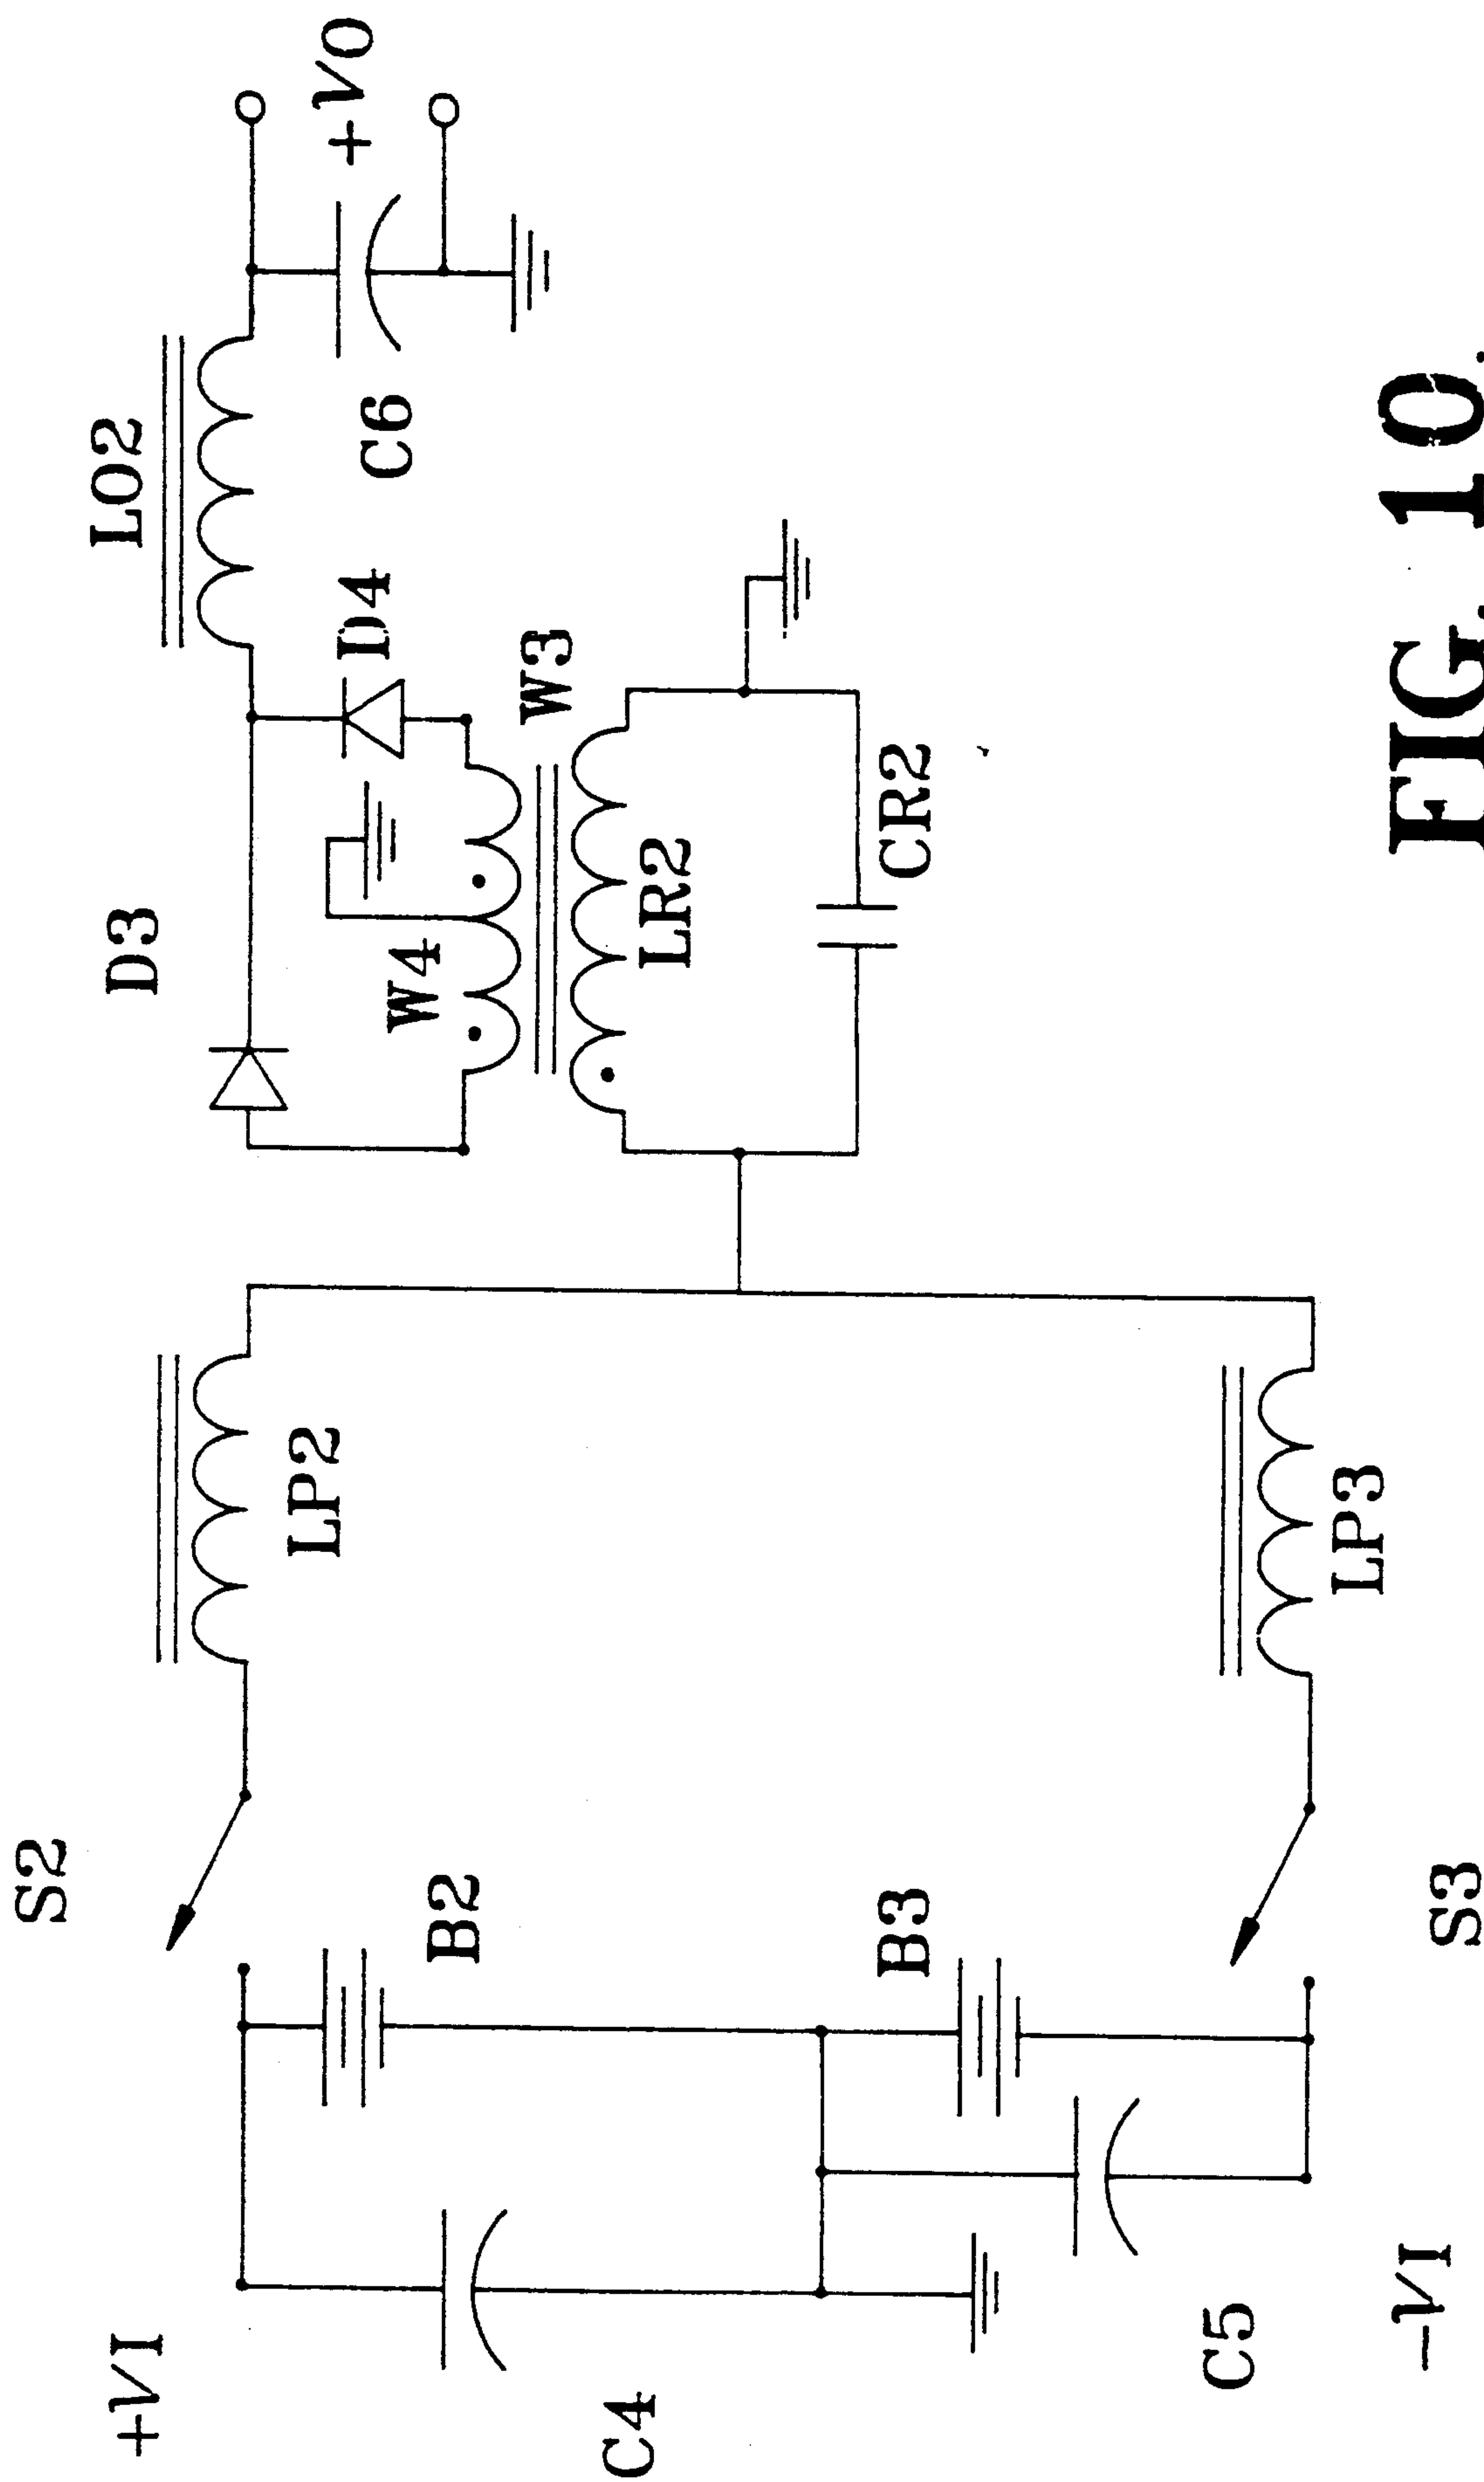 +VI
S2
LP2
D3
LO2
+VO
D4
C6
W4
W3
B2
LR2
C4
CR2
B3
C5
LP3
-VI
S3
FIG. 10.